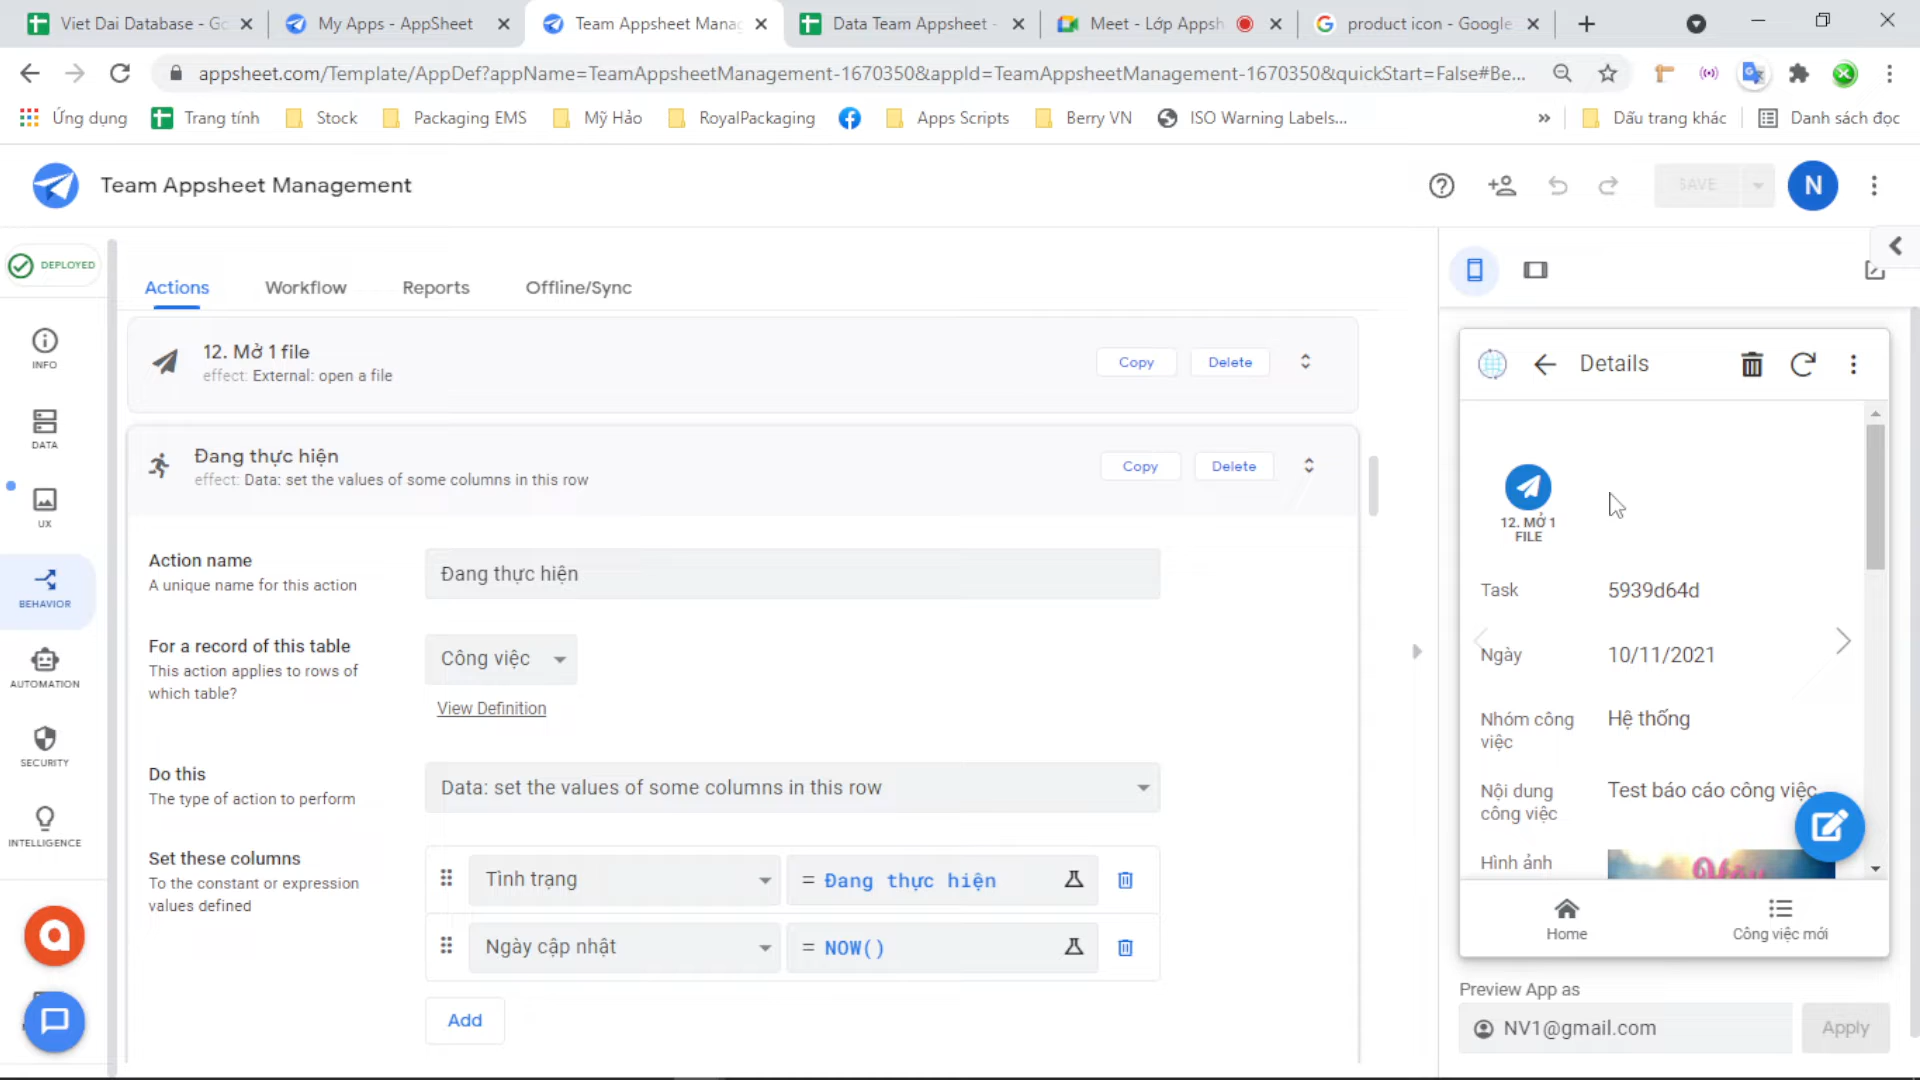 Viet Dai Database - Go
My Apps - AppSheet
Team Appsheet Manag
Data Team Appsheet -
Meet - Lớp Appsh
product icon - Google
appsheet.com/Template/AppDef?appName=TeamAppsheetManagement-1670350&appId=TeamAppsheetManagement-1670350&quickStart=False#Be...
Ứng dụng
Trang tính
Stock
Packaging EMS
Mỹ Hảo
RoyalPackaging
Apps Scripts
Berry VN
ISO Warning Labels...
»
Dấu trang khác
Danh sách đọc
Team Appsheet Management
SAVE
N
DEPLOYED
INFO
DATA
UX
BEHAVIOR
AUTOMATION
SECURITY
INTELLIGENCE
Actions
Workflow
Reports
Offline/Sync
12. Mở 1 file
effect: External: open a file
Copy
Delete
Đang thực hiện
effect: Data: set the values of some columns in this row
Copy
Delete
Action name
A unique name for this action
Đang thực hiện
For a record of this table
This action applies to rows of
which table?
Công việc
View Definition
Do this
The type of action to perform
Data: set the values of some columns in this row
Set these columns
To the constant or expression
values defined
Tình trạng
= Đang thực hiện
Ngày cập nhật
= NOW()
Add
Details
12. MỞ 1
FILE
Task
5939d64d
Ngày
10/11/2021
Nhóm công
việc
Hệ thống
Nội dung
công việc
Test báo cáo công việc
Hình ảnh
Home
Công việc mới
Preview App as
NV1@gmail.com
Apply